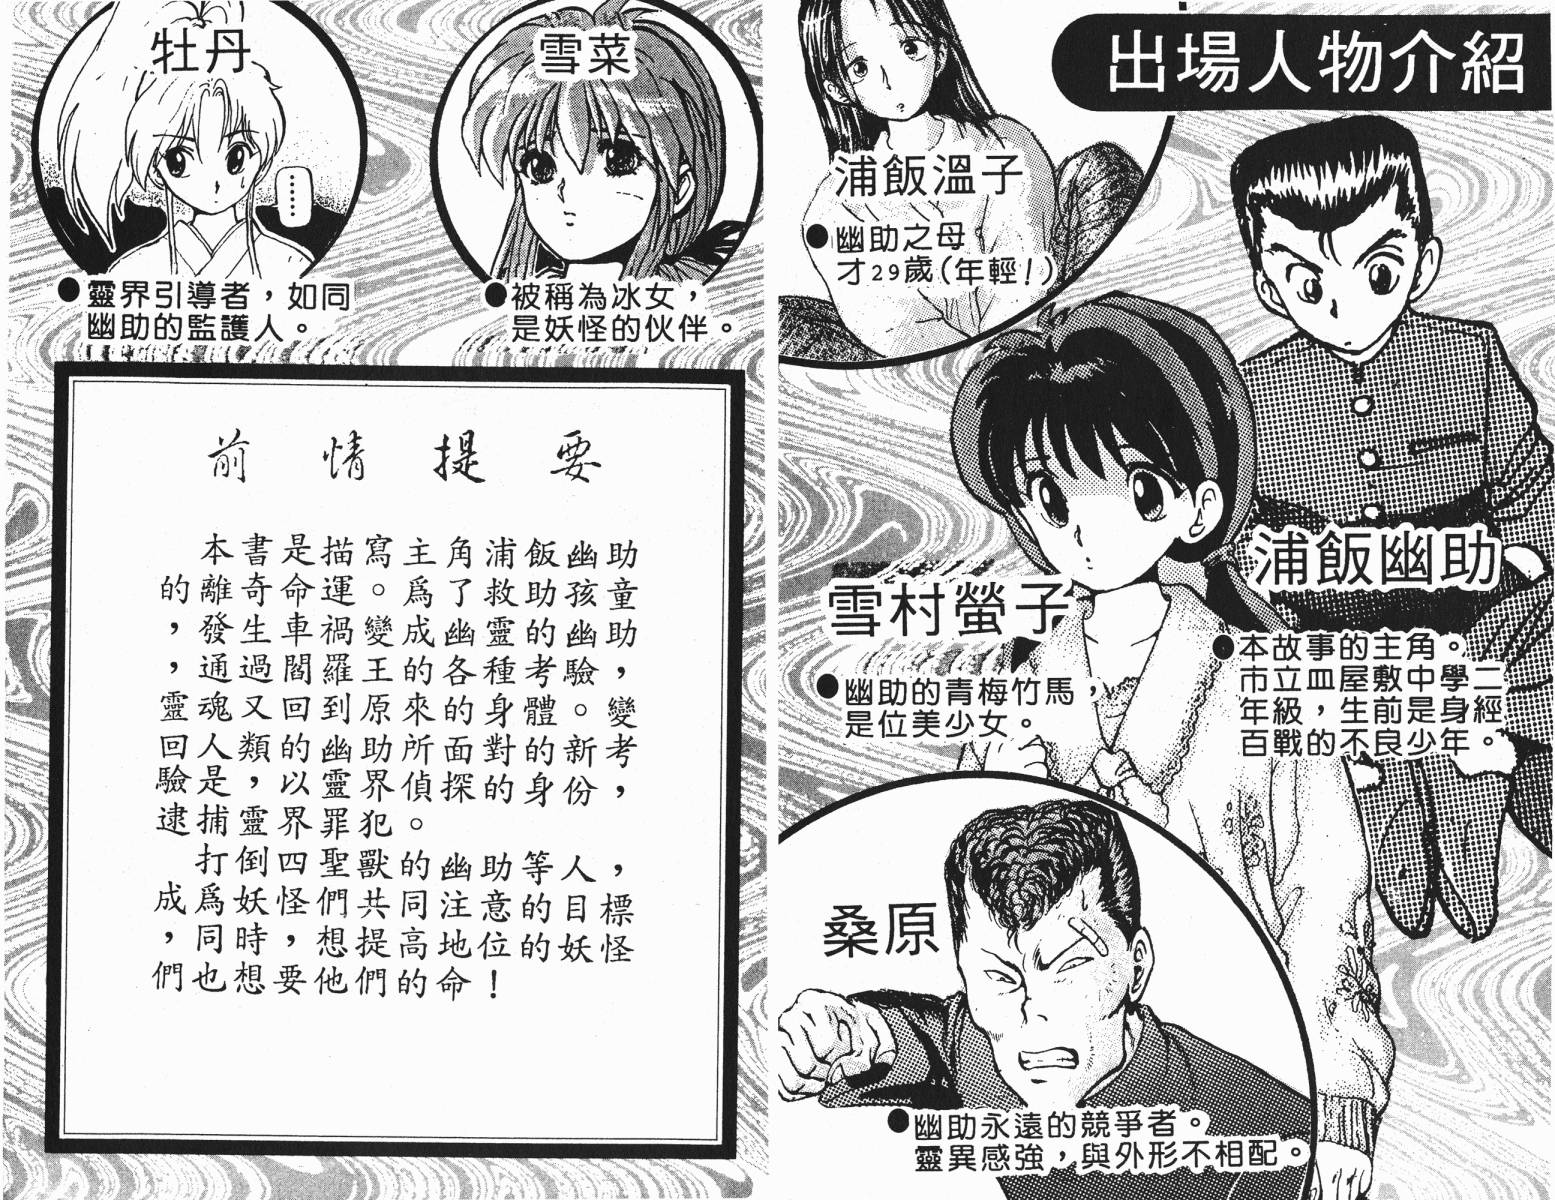 出場人物介紹
浦飯幽助
●本故事的主角。
市立皿屋敷中學二
年級，生前是身經
百戰的不良少年。
浦飯溫子
●幽助之母
才29歲(年輕!)
雪村螢子
●幽助的青梅竹馬，
是位美少女。
桑原
●幽助永遠的競爭者。
靈異感強，與外形不相配。
雪菜
●被稱為冰女，
是妖怪的伙伴。
牡丹
……
●靈界引導者，如同
幽助的監護人。
前情提要
本書是描寫主角浦飯幽助
的離奇命運。爲了救助孩童
，發生車禍變成幽靈的幽助
，通過閻羅王的各種考驗，
靈魂又回到原來的身體。變
回人類的幽助所面對的新考
驗是，以靈界偵探的身份，
逮捕靈界罪犯。
打倒四聖獸的幽助等人，
成爲妖怪們共同注意的目標
，同時，想提高地位的妖怪
們也想要他們的命！